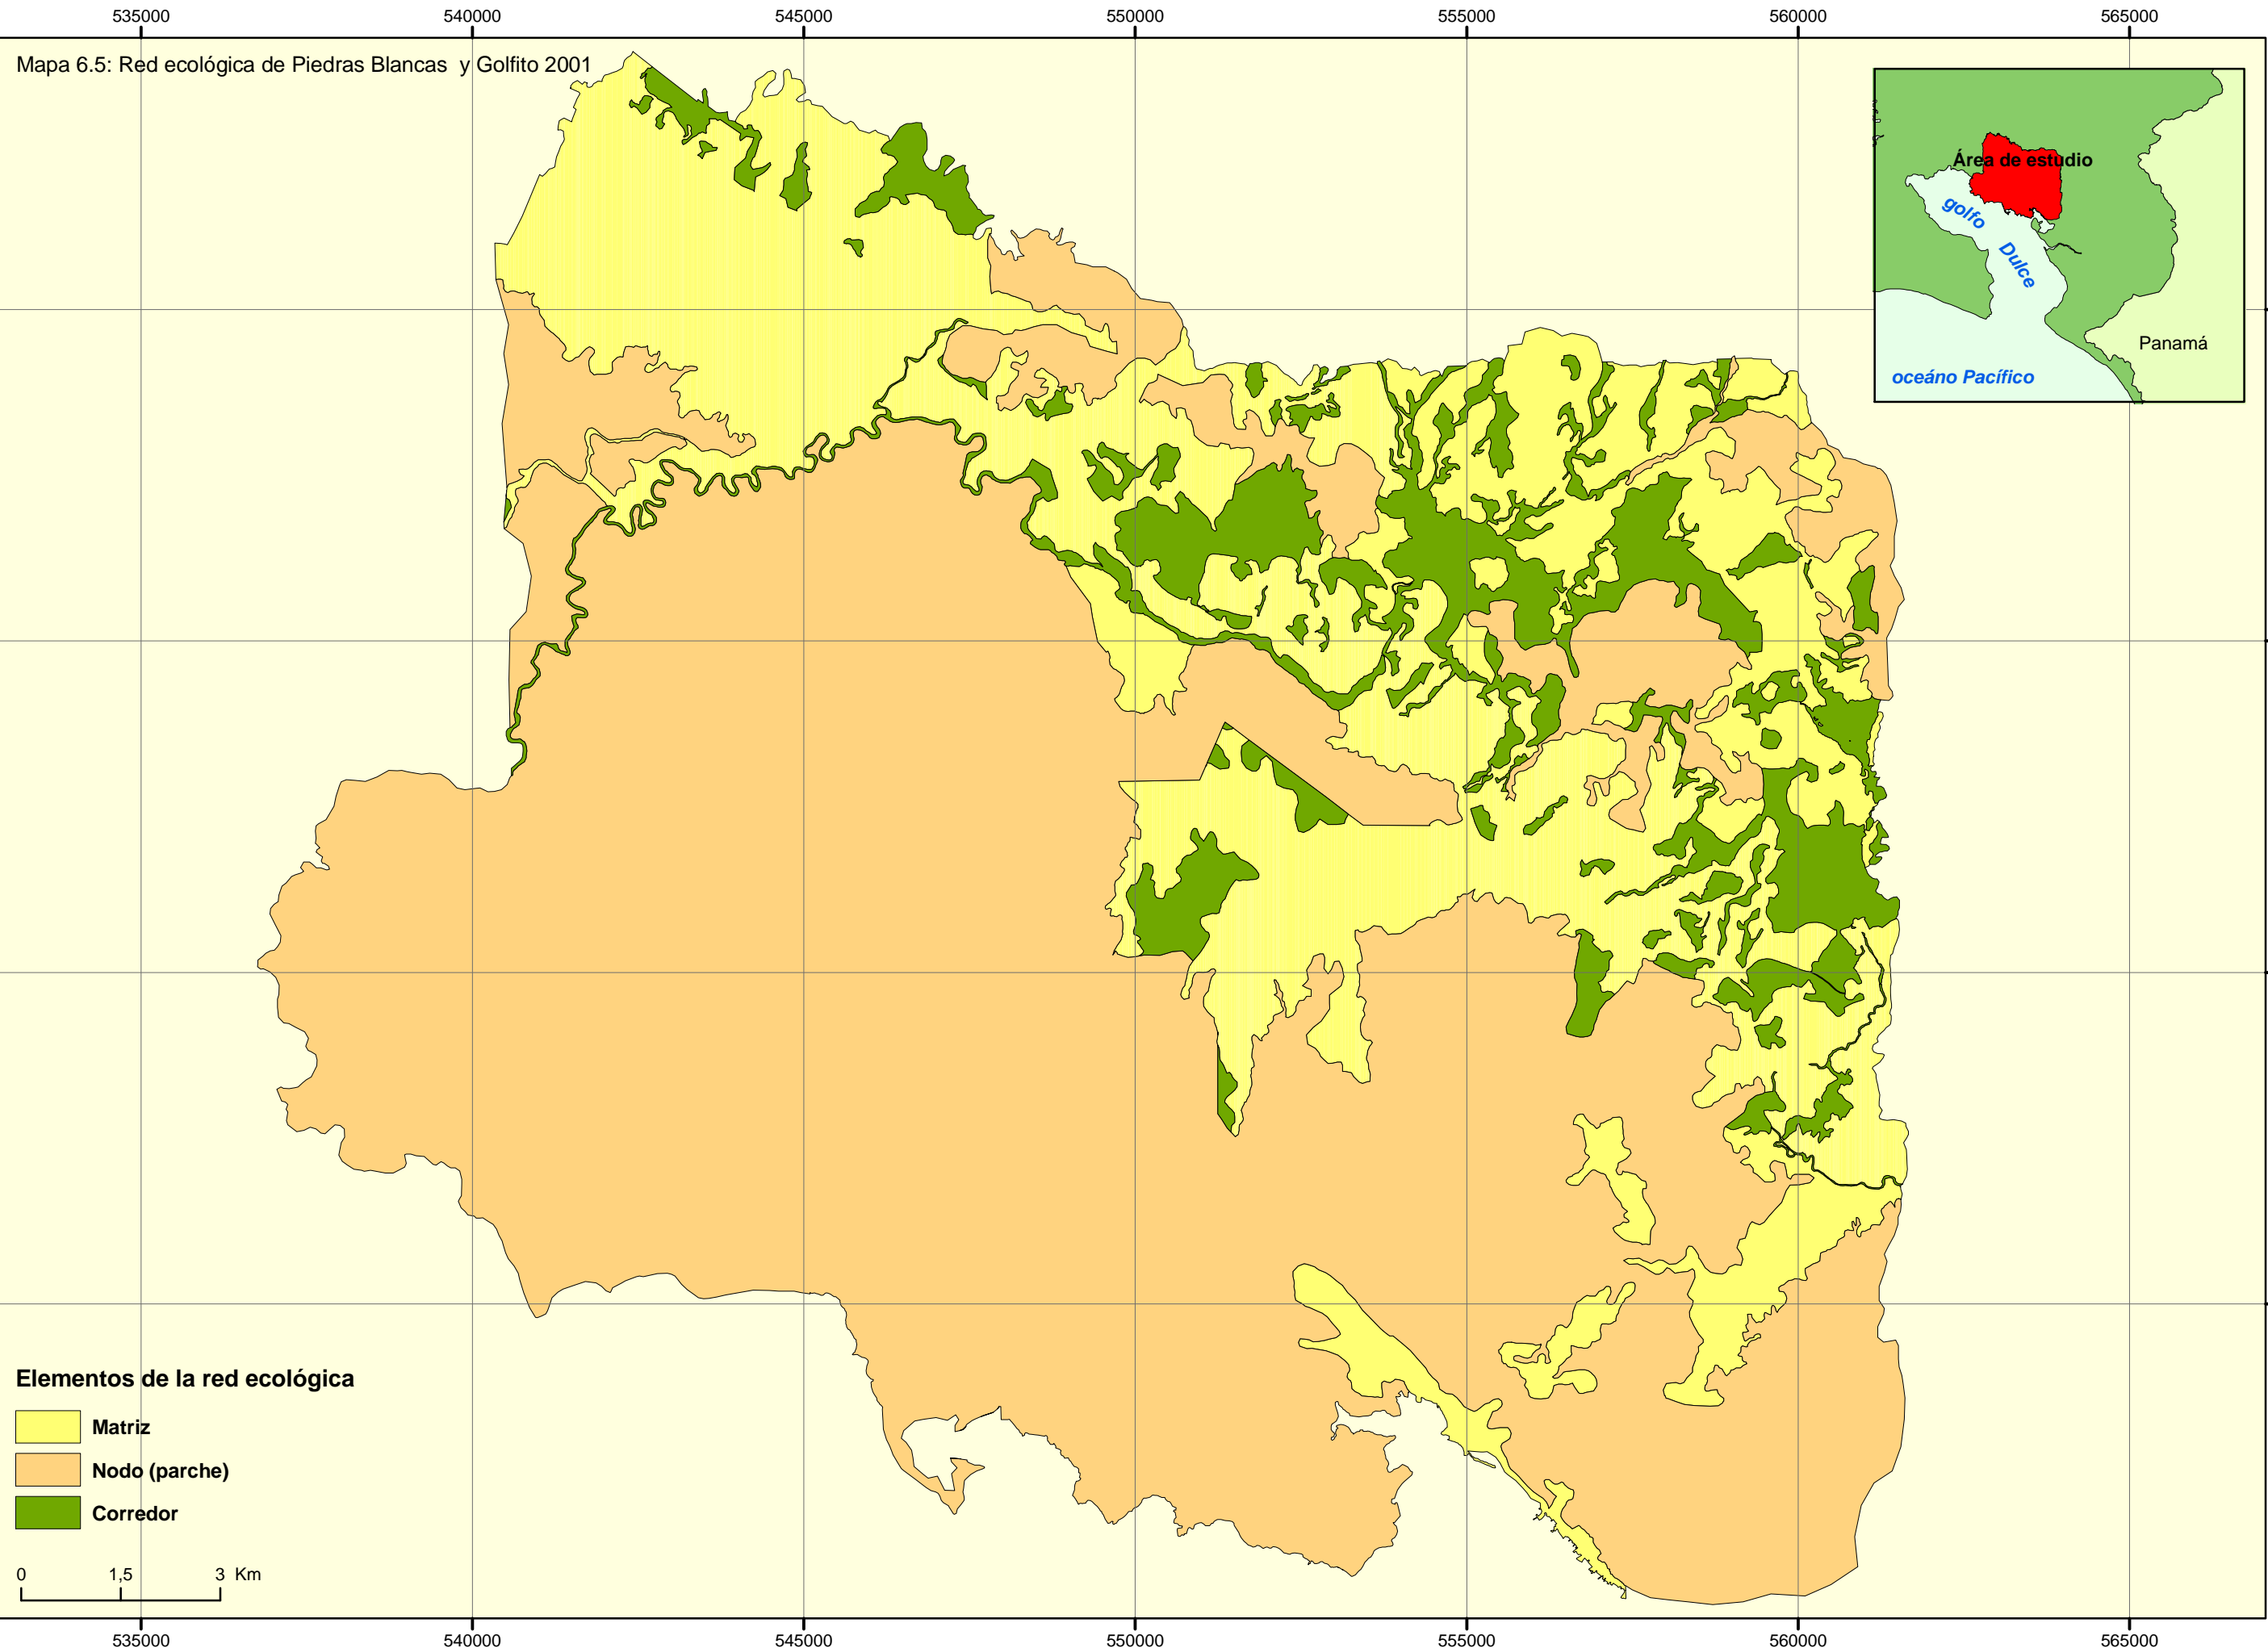 535000 540000 545000 550000 555000 560000 565000
Mapa 6.5: Red ecológica de Piedras Blancas y Golfito 2001
Área de estudio
golfo
Dulce
Panamá
oceáno Pacífico
Elementos de la red ecológica
Matriz
Nodo (parche)
Corredor
0 1,5 3 Km
535000 540000 545000 550000 555000 560000 565000